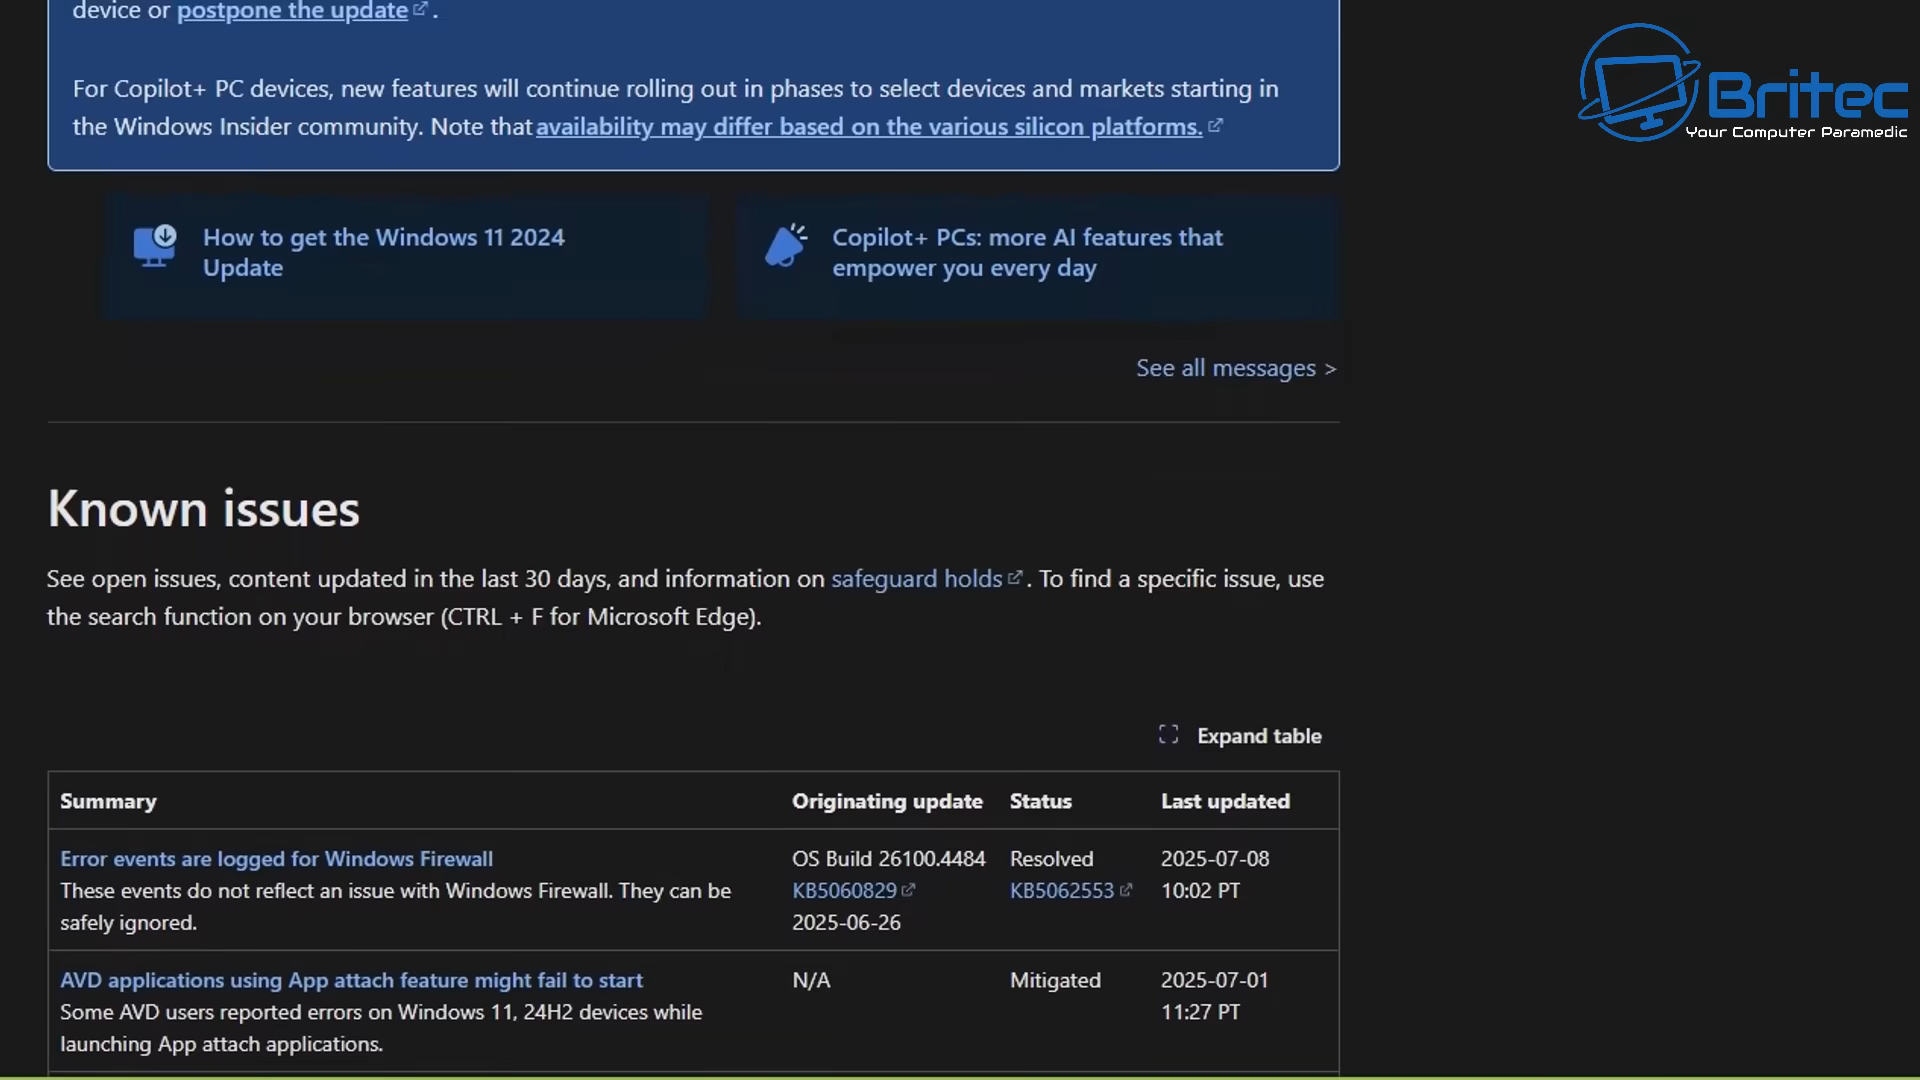 device or postpone the update.
Britec
Your Computer Paramedic
For Copilot+ PC devices, new features will continue rolling out in phases to select devices and markets starting in
the Windows Insider community. Note that availability may differ based on the various silicon platforms.
How to get the Windows 11 2024
Update
Copilot+ PCs: more AI features that
empower you every day
See all messages >
Known issues
See open issues, content updated in the last 30 days, and information on safeguard holds. To find a specific issue, use
the search function on your browser (CTRL + F for Microsoft Edge).
Expand table
Summary Originating update Status Last updated
Error events are logged for Windows Firewall OS Build 26100.4484 Resolved 2025-07-08
These events do not reflect an issue with Windows Firewall. They can be KB5060829 KB5062553 10:02 PT
safely ignored. 2025-06-26
AVD applications using App attach feature might fail to start N/A Mitigated 2025-07-01
Some AVD users reported errors on Windows 11, 24H2 devices while 11:27 PT
launching App attach applications.